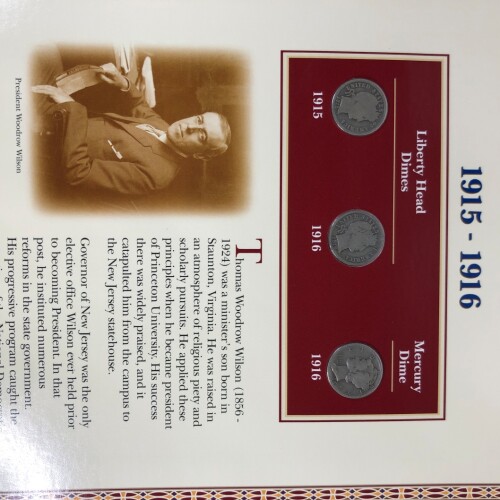 1915 - 1916
Liberty Head
Dimes
Mercury
Dime
1915
1916
1916
President Woodrow Wilson
Thomas Woodrow Wilson (1856 -
1924) was a minister's son born in
Staunton, Virginia. He was raised in
an atmosphere of religious piety and
scholarly pursuits. He applied these
principles when he became president
of Princeton University. His success
there was widely praised, and it
catapulted him from the campus to
the New Jersey statehouse.
Governor of New Jersey was the only
elective office Wilson ever held prior
to becoming President. In that
post, he instituted numerous
reforms in the state government.
His progressive program caught the